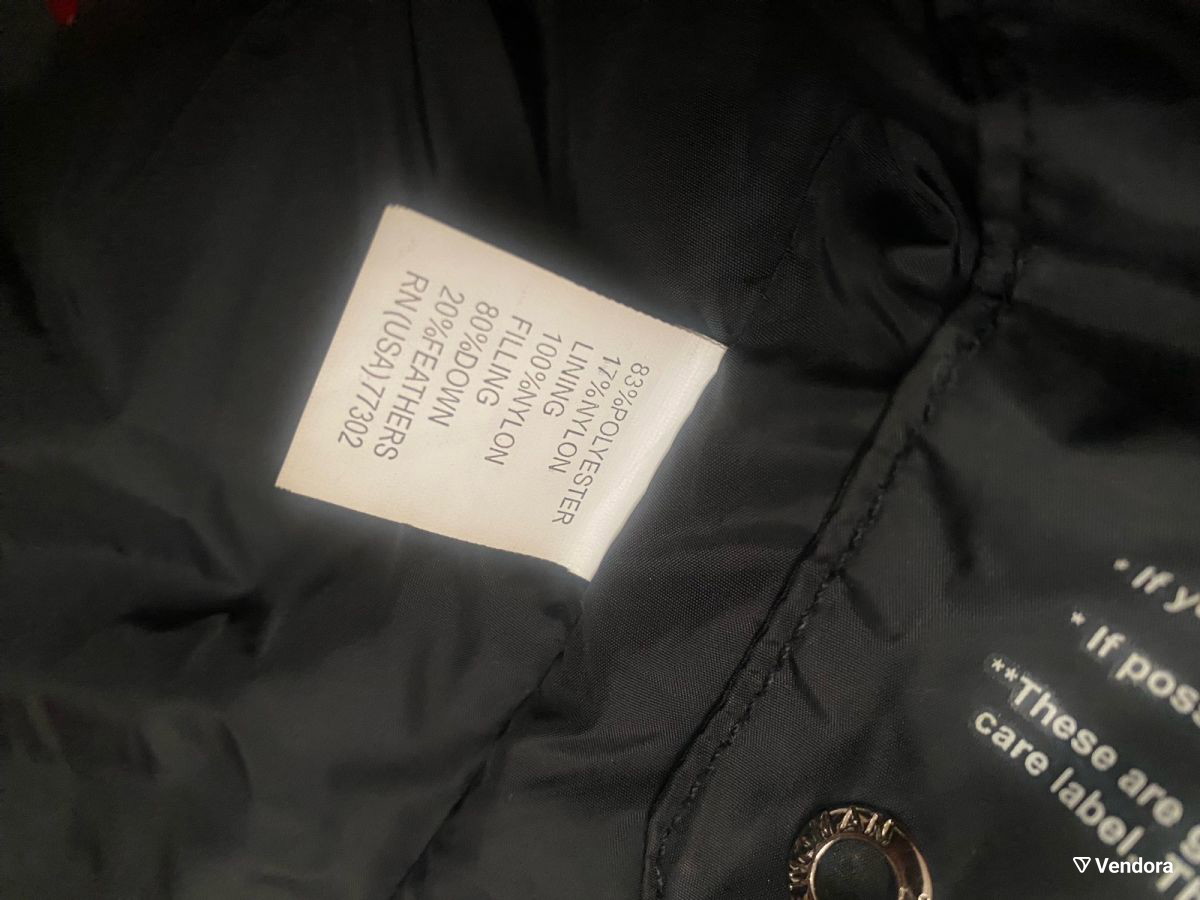 83%POLYESTER
17%NYLON
LINING
100%NYLON
FILLING
80%DOWN
20%FEATHERS
RN(USA)77302
* If
* If
**These are
care label
MAN
Vendora